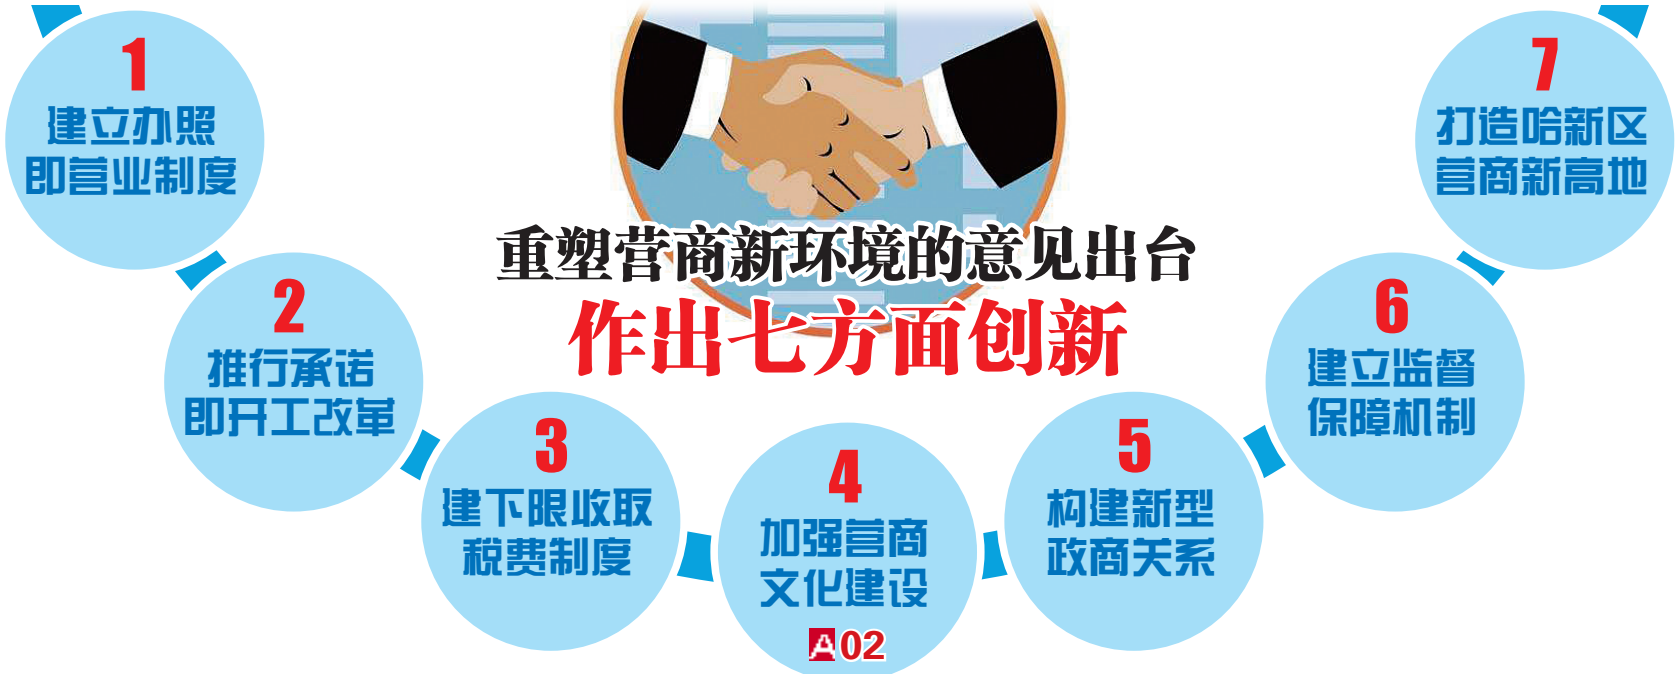 重塑营商新环境的意见出台
作出七方面创新
1
建立办照
即营业制度
2
推行承诺
即开工改革
3
建下限收取
税费制度
4
加强营商
文化建设
A02
5
构建新型
政商关系
6
建立监督
保障机制
7
打造哈新区
营商新高地